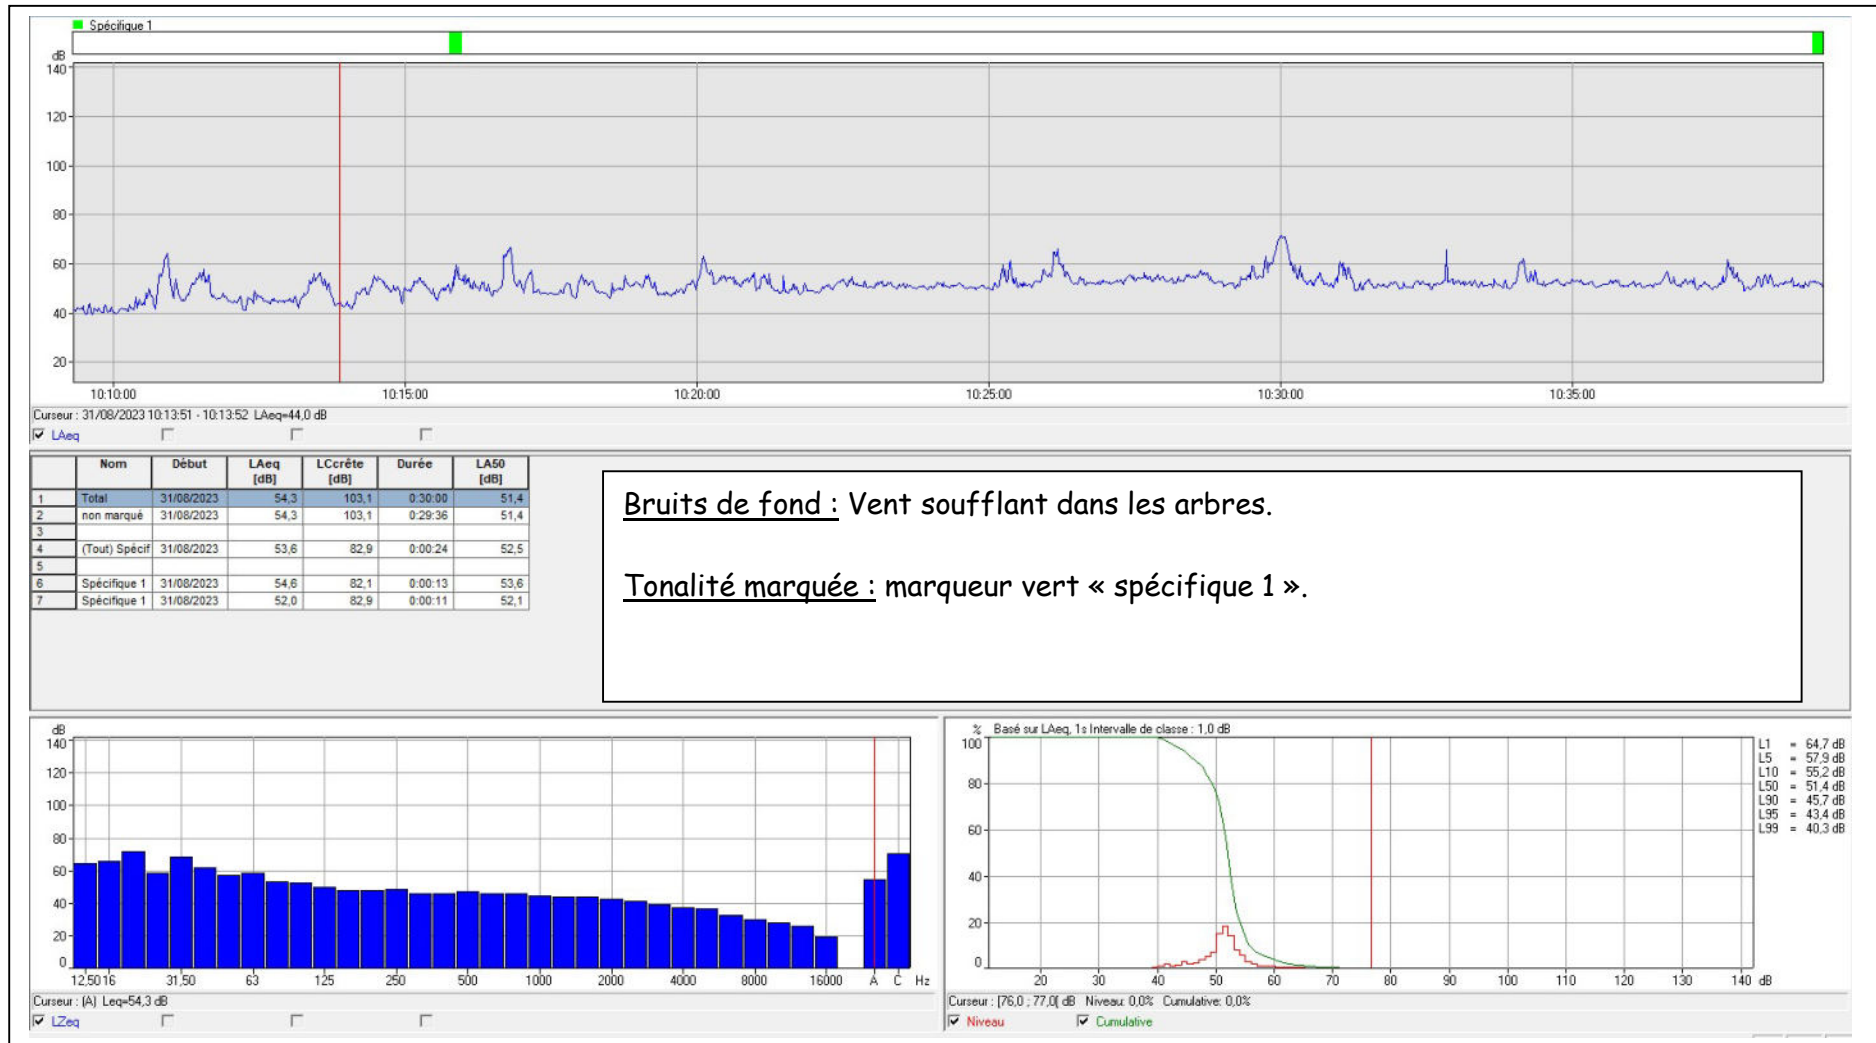 Spécifique 1
dB
140
120
100
80
60
40
20
10:10:00 10:15:00 10:20:00 10:25:00 10:30:00 10:35:00
Curseur : 31/08/2023 10:13:51 - 10:13:52 LAeq=44,0 dB
LAeq
Nom Début LAeq [dB] LCcrête [dB] Durée LA50 [dB]
1 Total 31/08/2023 54,3 103,1 0:30:00 51,4
2 non marqué 31/08/2023 54,3 103,1 0:29:36 51,4
3
4 (Tout) Spécif 31/08/2023 53,6 82,9 0:00:24 52,5
5
6 Spécifique 1 31/08/2023 54,6 82,1 0:00:13 53,6
7 Spécifique 1 31/08/2023 52,0 82,9 0:00:11 52,1
Bruits de fond : Vent soufflant dans les arbres.
Tonalité marquée : marqueur vert « spécifique 1 ».
dB
140
120
100
80
60
40
20
0
12,50 16 31,50 63 125 250 500 1000 2000 4000 8000 16000 A C Hz
Curseur : (A) Leq=54,3 dB
LZeq
% Basé sur LAeq, 1s Intervalle de classe : 1,0 dB
100
80
60
40
20
0
20 30 40 50 60 70 80 90 100 110 120 130 140 dB
L1 = 64,7 dB
L5 = 57,9 dB
L10 = 55,2 dB
L50 = 51,4 dB
L90 = 45,7 dB
L95 = 43,4 dB
L99 = 40,3 dB
Curseur : [76,0 ; 77,0[ dB Niveau: 0,0% Cumulative: 0,0%
Niveau Cumulative